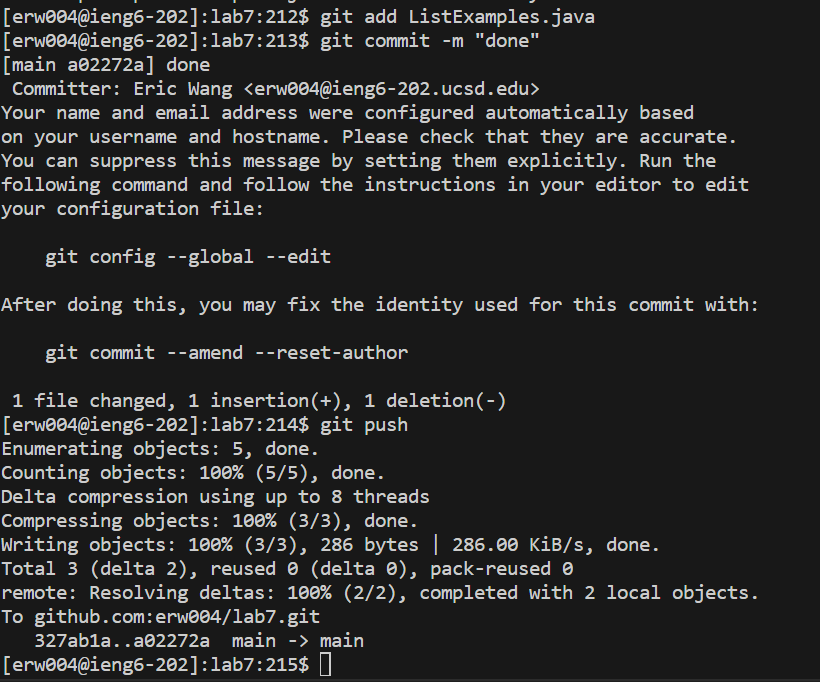 [erw004@ieng6-202]:lab7:212$ git add ListExamples.java
[erw004@ieng6-202]:lab7:213$ git commit -m "done"
[main a02272a] done
 Committer: Eric Wang <erw004@ieng6-202.ucsd.edu>
Your name and email address were configured automatically based
on your username and hostname. Please check that they are accurate.
You can suppress this message by setting them explicitly. Run the
following command and follow the instructions in your editor to edit
your configuration file:

    git config --global --edit

After doing this, you may fix the identity used for this commit with:

    git commit --amend --reset-author

 1 file changed, 1 insertion(+), 1 deletion(-)
[erw004@ieng6-202]:lab7:214$ git push
Enumerating objects: 5, done.
Counting objects: 100% (5/5), done.
Delta compression using up to 8 threads
Compressing objects: 100% (3/3), done.
Writing objects: 100% (3/3), 286 bytes | 286.00 KiB/s, done.
Total 3 (delta 2), reused 0 (delta 0), pack-reused 0
remote: Resolving deltas: 100% (2/2), completed with 2 local objects.
To github.com:erw004/lab7.git
   327ab1a..a02272a  main -> main
[erw004@ieng6-202]:lab7:215$